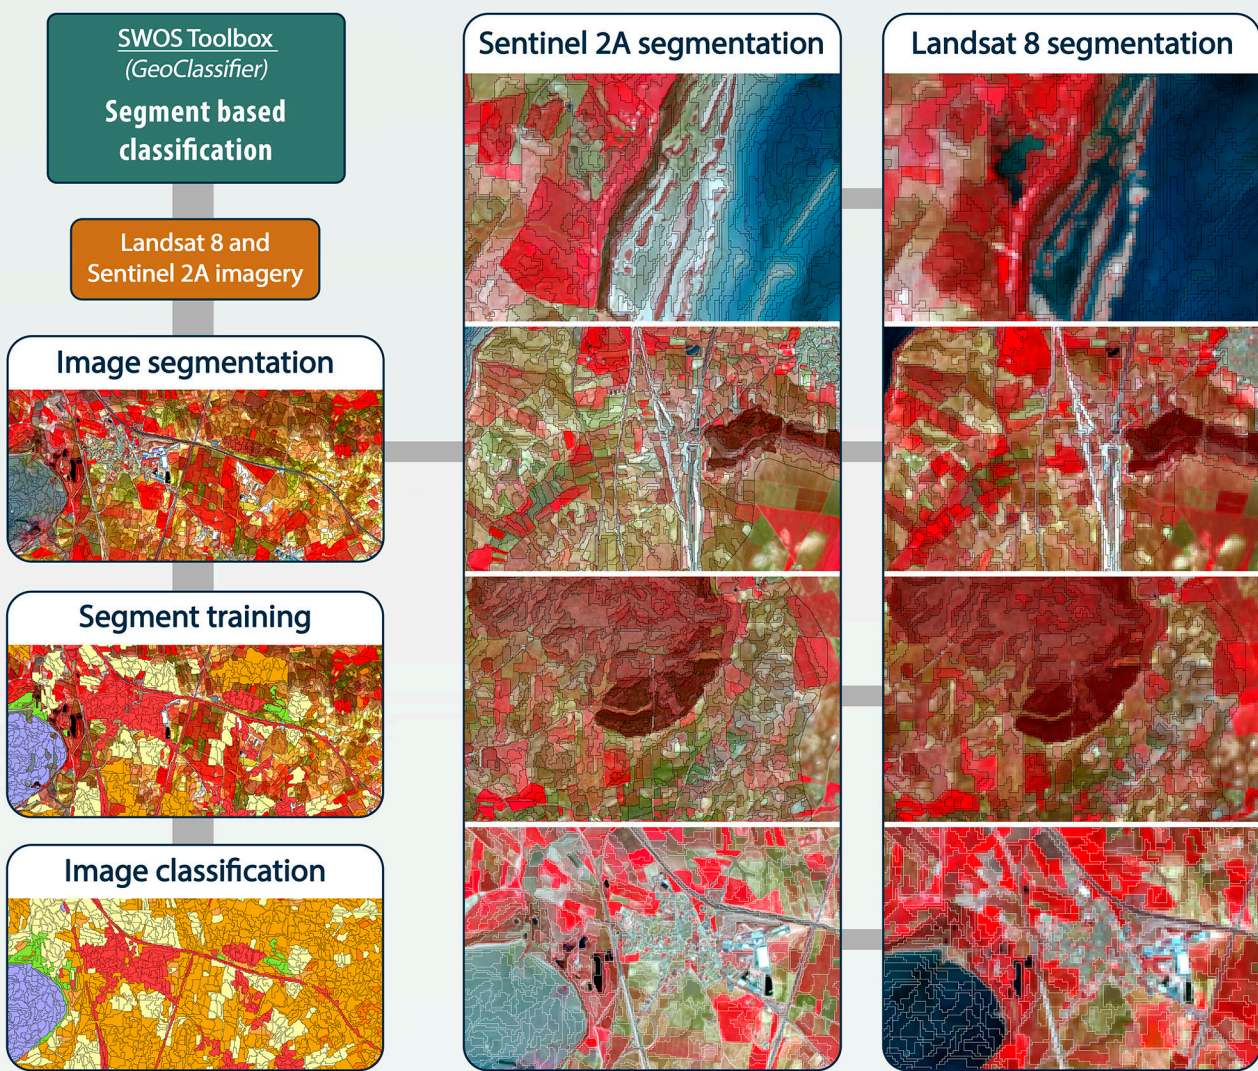 SWOS Toolbox
(GeoClassifier)
Segment based
classification
Landsat 8 and
Sentinel 2A imagery
Image segmentation
Segment training
Image classification
Sentinel 2A segmentation
Landsat 8 segmentation